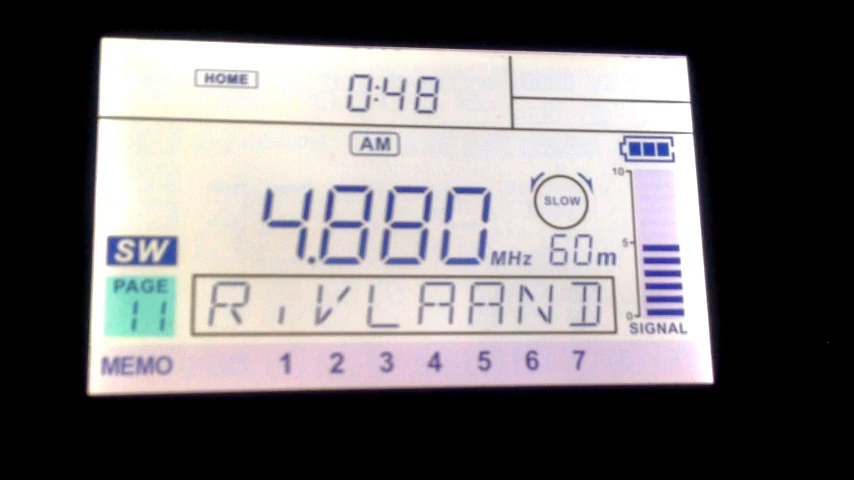 HOME 0:48
AM
4.880 MHz SLOW 60m
SW
10
5
0
SIGNAL
PAGE 11
RiVLAAND
MEMO 1 2 3 4 5 6 7